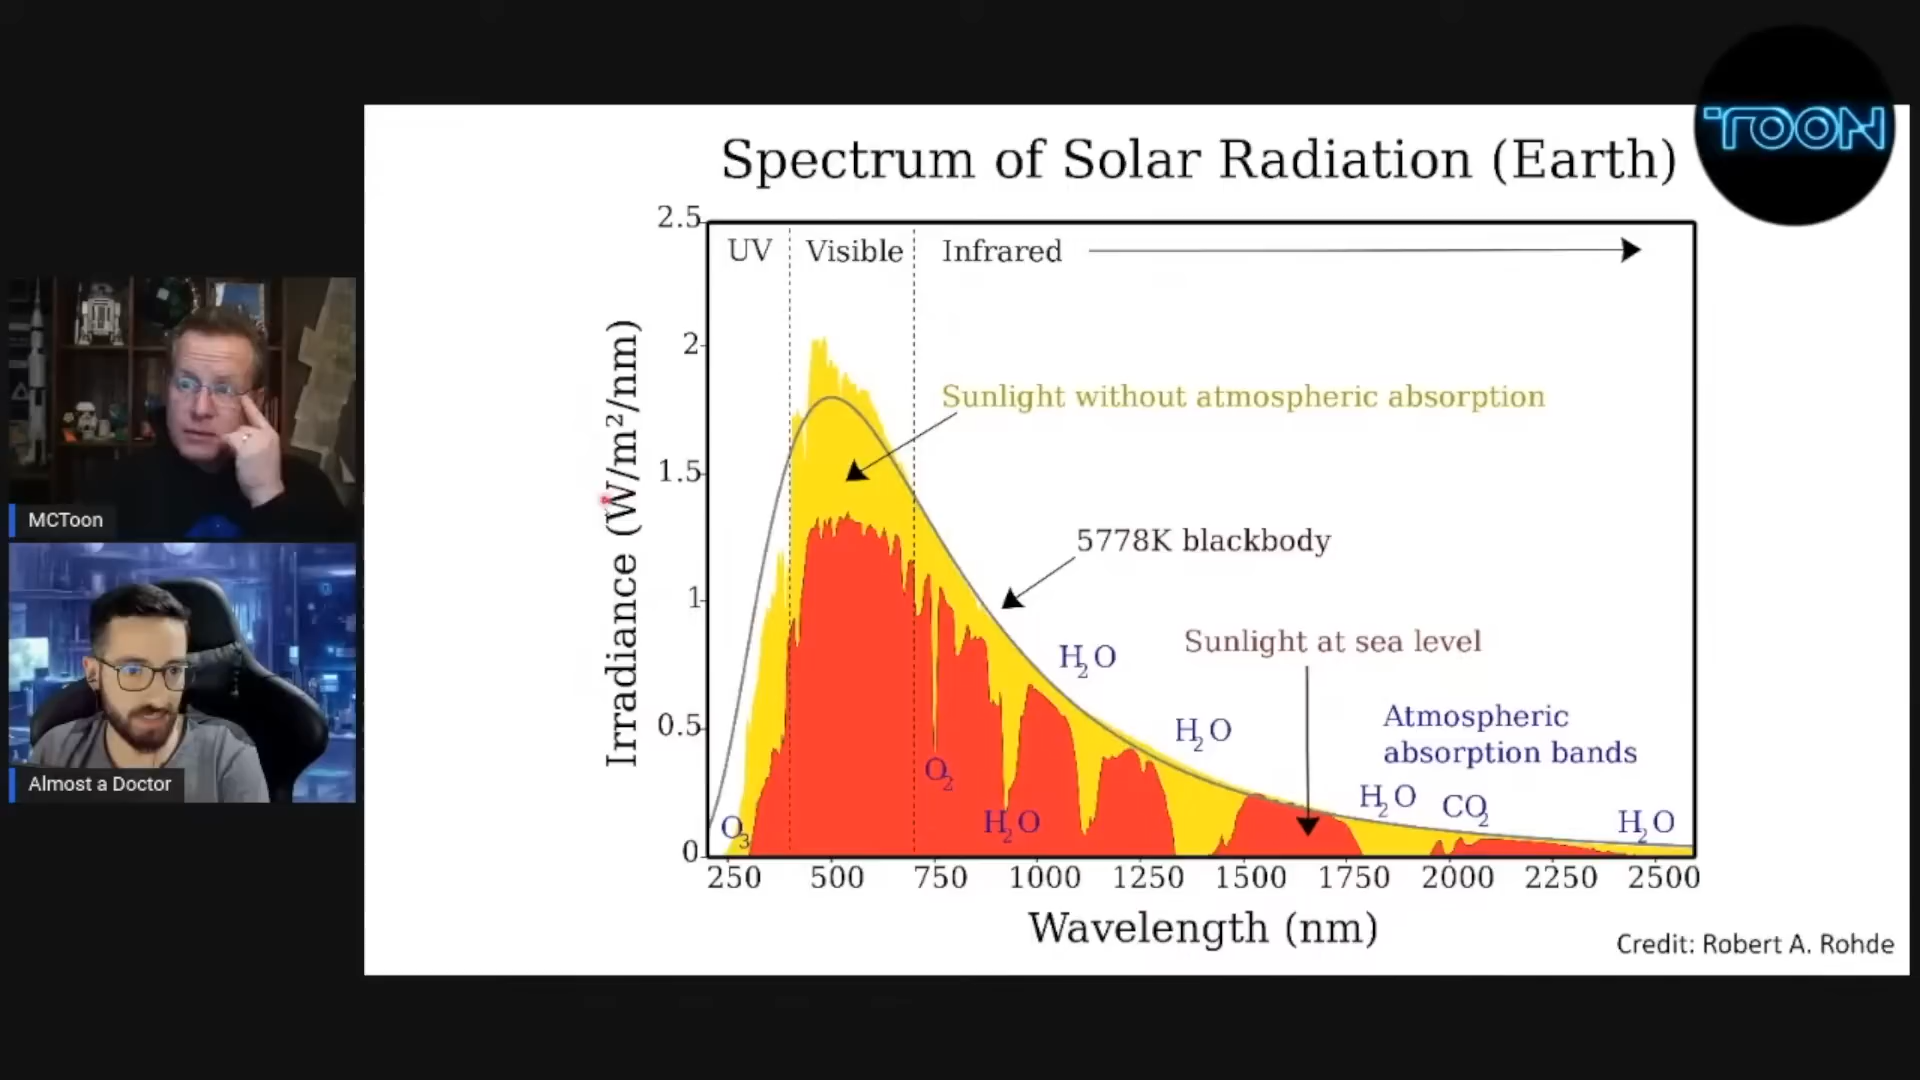 TOON
Spectrum of Solar Radiation (Earth)
2.5
UV
Visible
Infrared
2
Sunlight without atmospheric absorption
1.5
5778K blackbody
1
H2O
Sunlight at sea level
0.5
H2O
Atmospheric
absorption bands
O2
H2O
CO2
O3
H2O
H2O
0
250 500 750 1000 1250 1500 1750 2000 2250 2500
Wavelength (nm)
Irradiance (W/m²/nm)
Credit: Robert A. Rohde
MCToon
Almost a Doctor